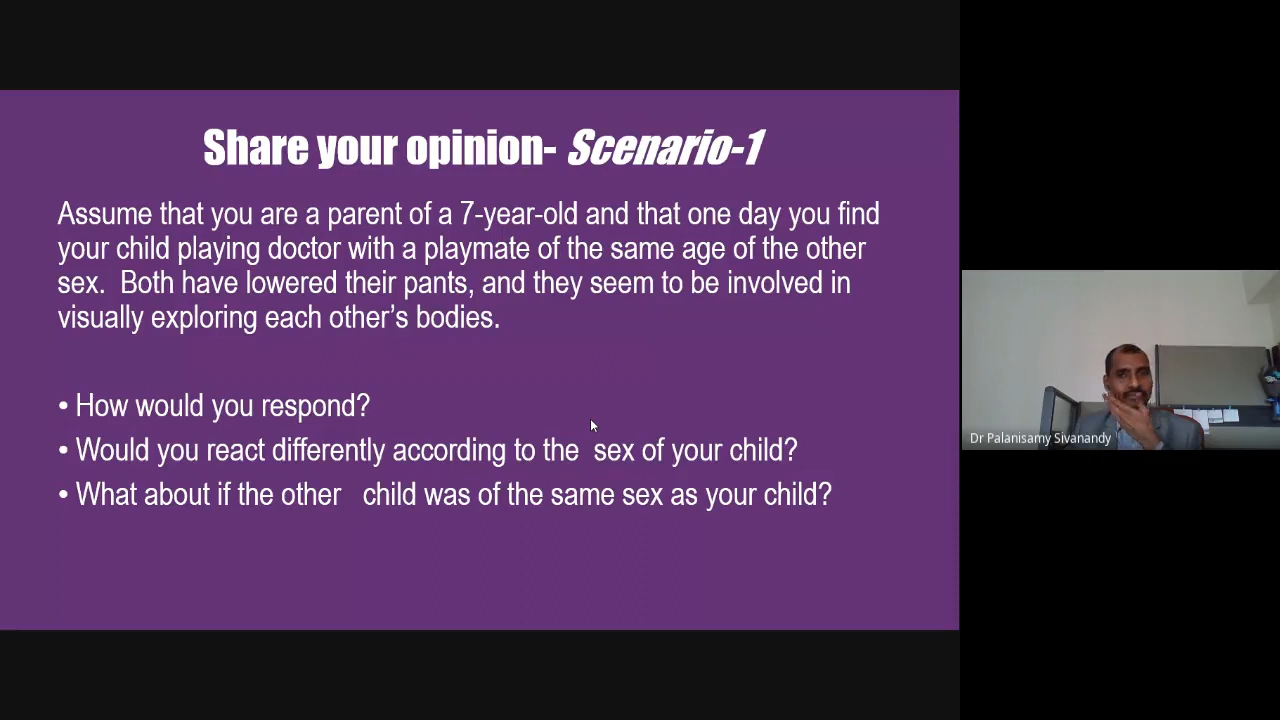 Share your opinion- Scenario-1
Assume that you are a parent of a 7-year-old and that one day you find
your child playing doctor with a playmate of the same age of the other
sex.  Both have lowered their pants, and they seem to be involved in
visually exploring each other's bodies.
• How would you respond?
• Would you react differently according to the  sex of your child?
• What about if the other   child was of the same sex as your child?
Dr Palanisamy Sivanandy